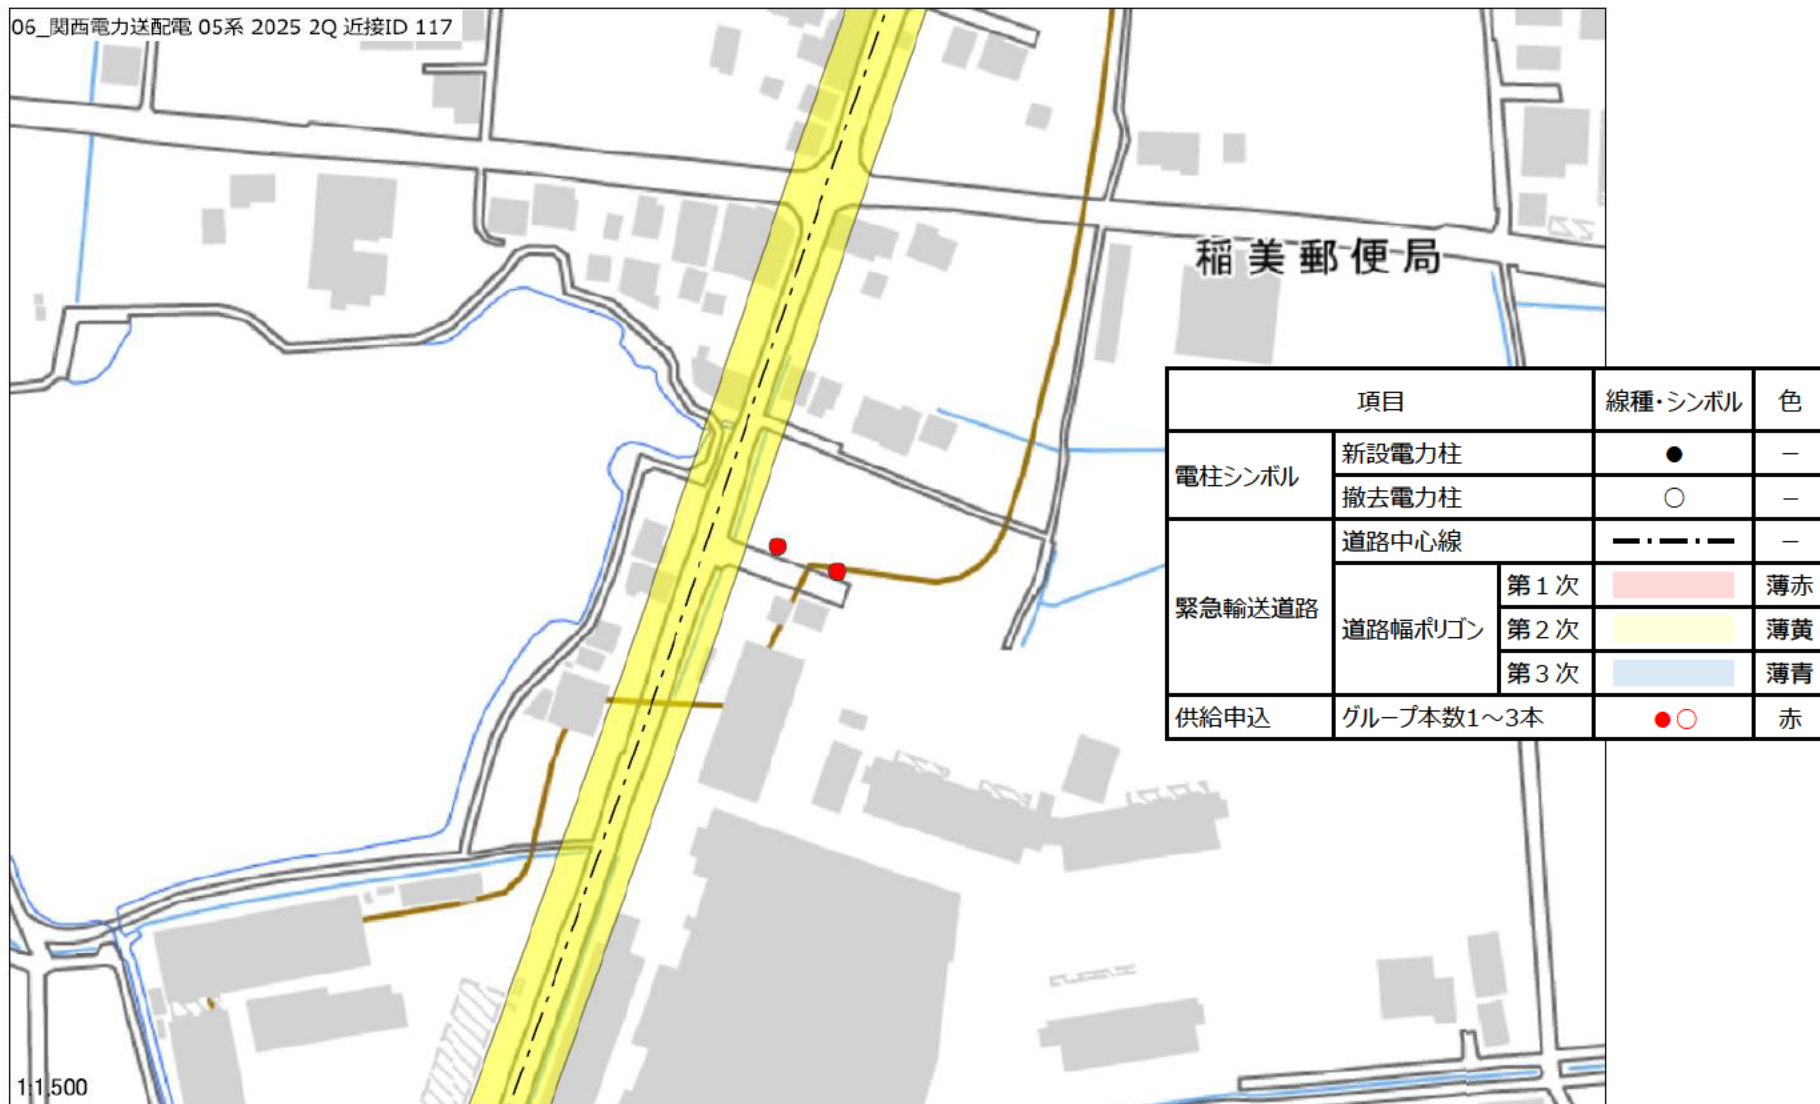 06_関西電力送配電 05系 2025 2Q 近接ID 117
稲美郵便局
項目 線種・シンボル 色
電柱シンボル 新設電力柱 ● －
撤去電力柱 ○ －
緊急輸送道路 道路中心線 －
道路幅ポリゴン 第１次 薄赤
第２次 薄黄
第３次 薄青
供給申込 グループ本数1～3本 ●○ 赤
1:1,500